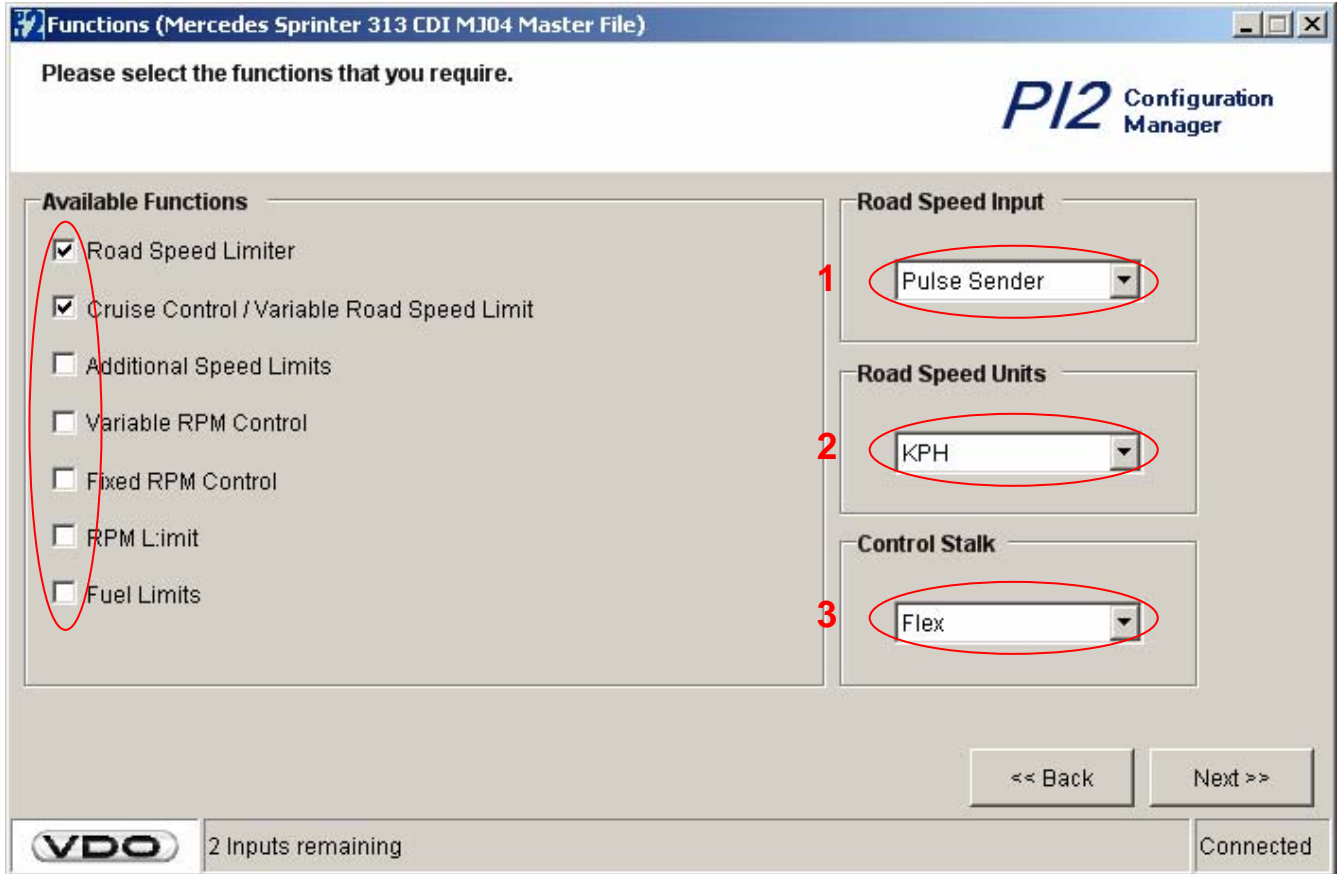 Functions (Mercedes Sprinter 313 CDI MJ04 Master File)
Please select the functions that you require.
PI2 Configuration
Manager
Available Functions
Road Speed Limiter
Cruise Control / Variable Road Speed Limit
Additional Speed Limits
Variable RPM Control
Fixed RPM Control
RPM L:imit
Fuel Limits
Road Speed Input
1 Pulse Sender
Road Speed Units
2 KPH
Control Stalk
3 Flex
<< Back Next >>
VDO 2 Inputs remaining Connected